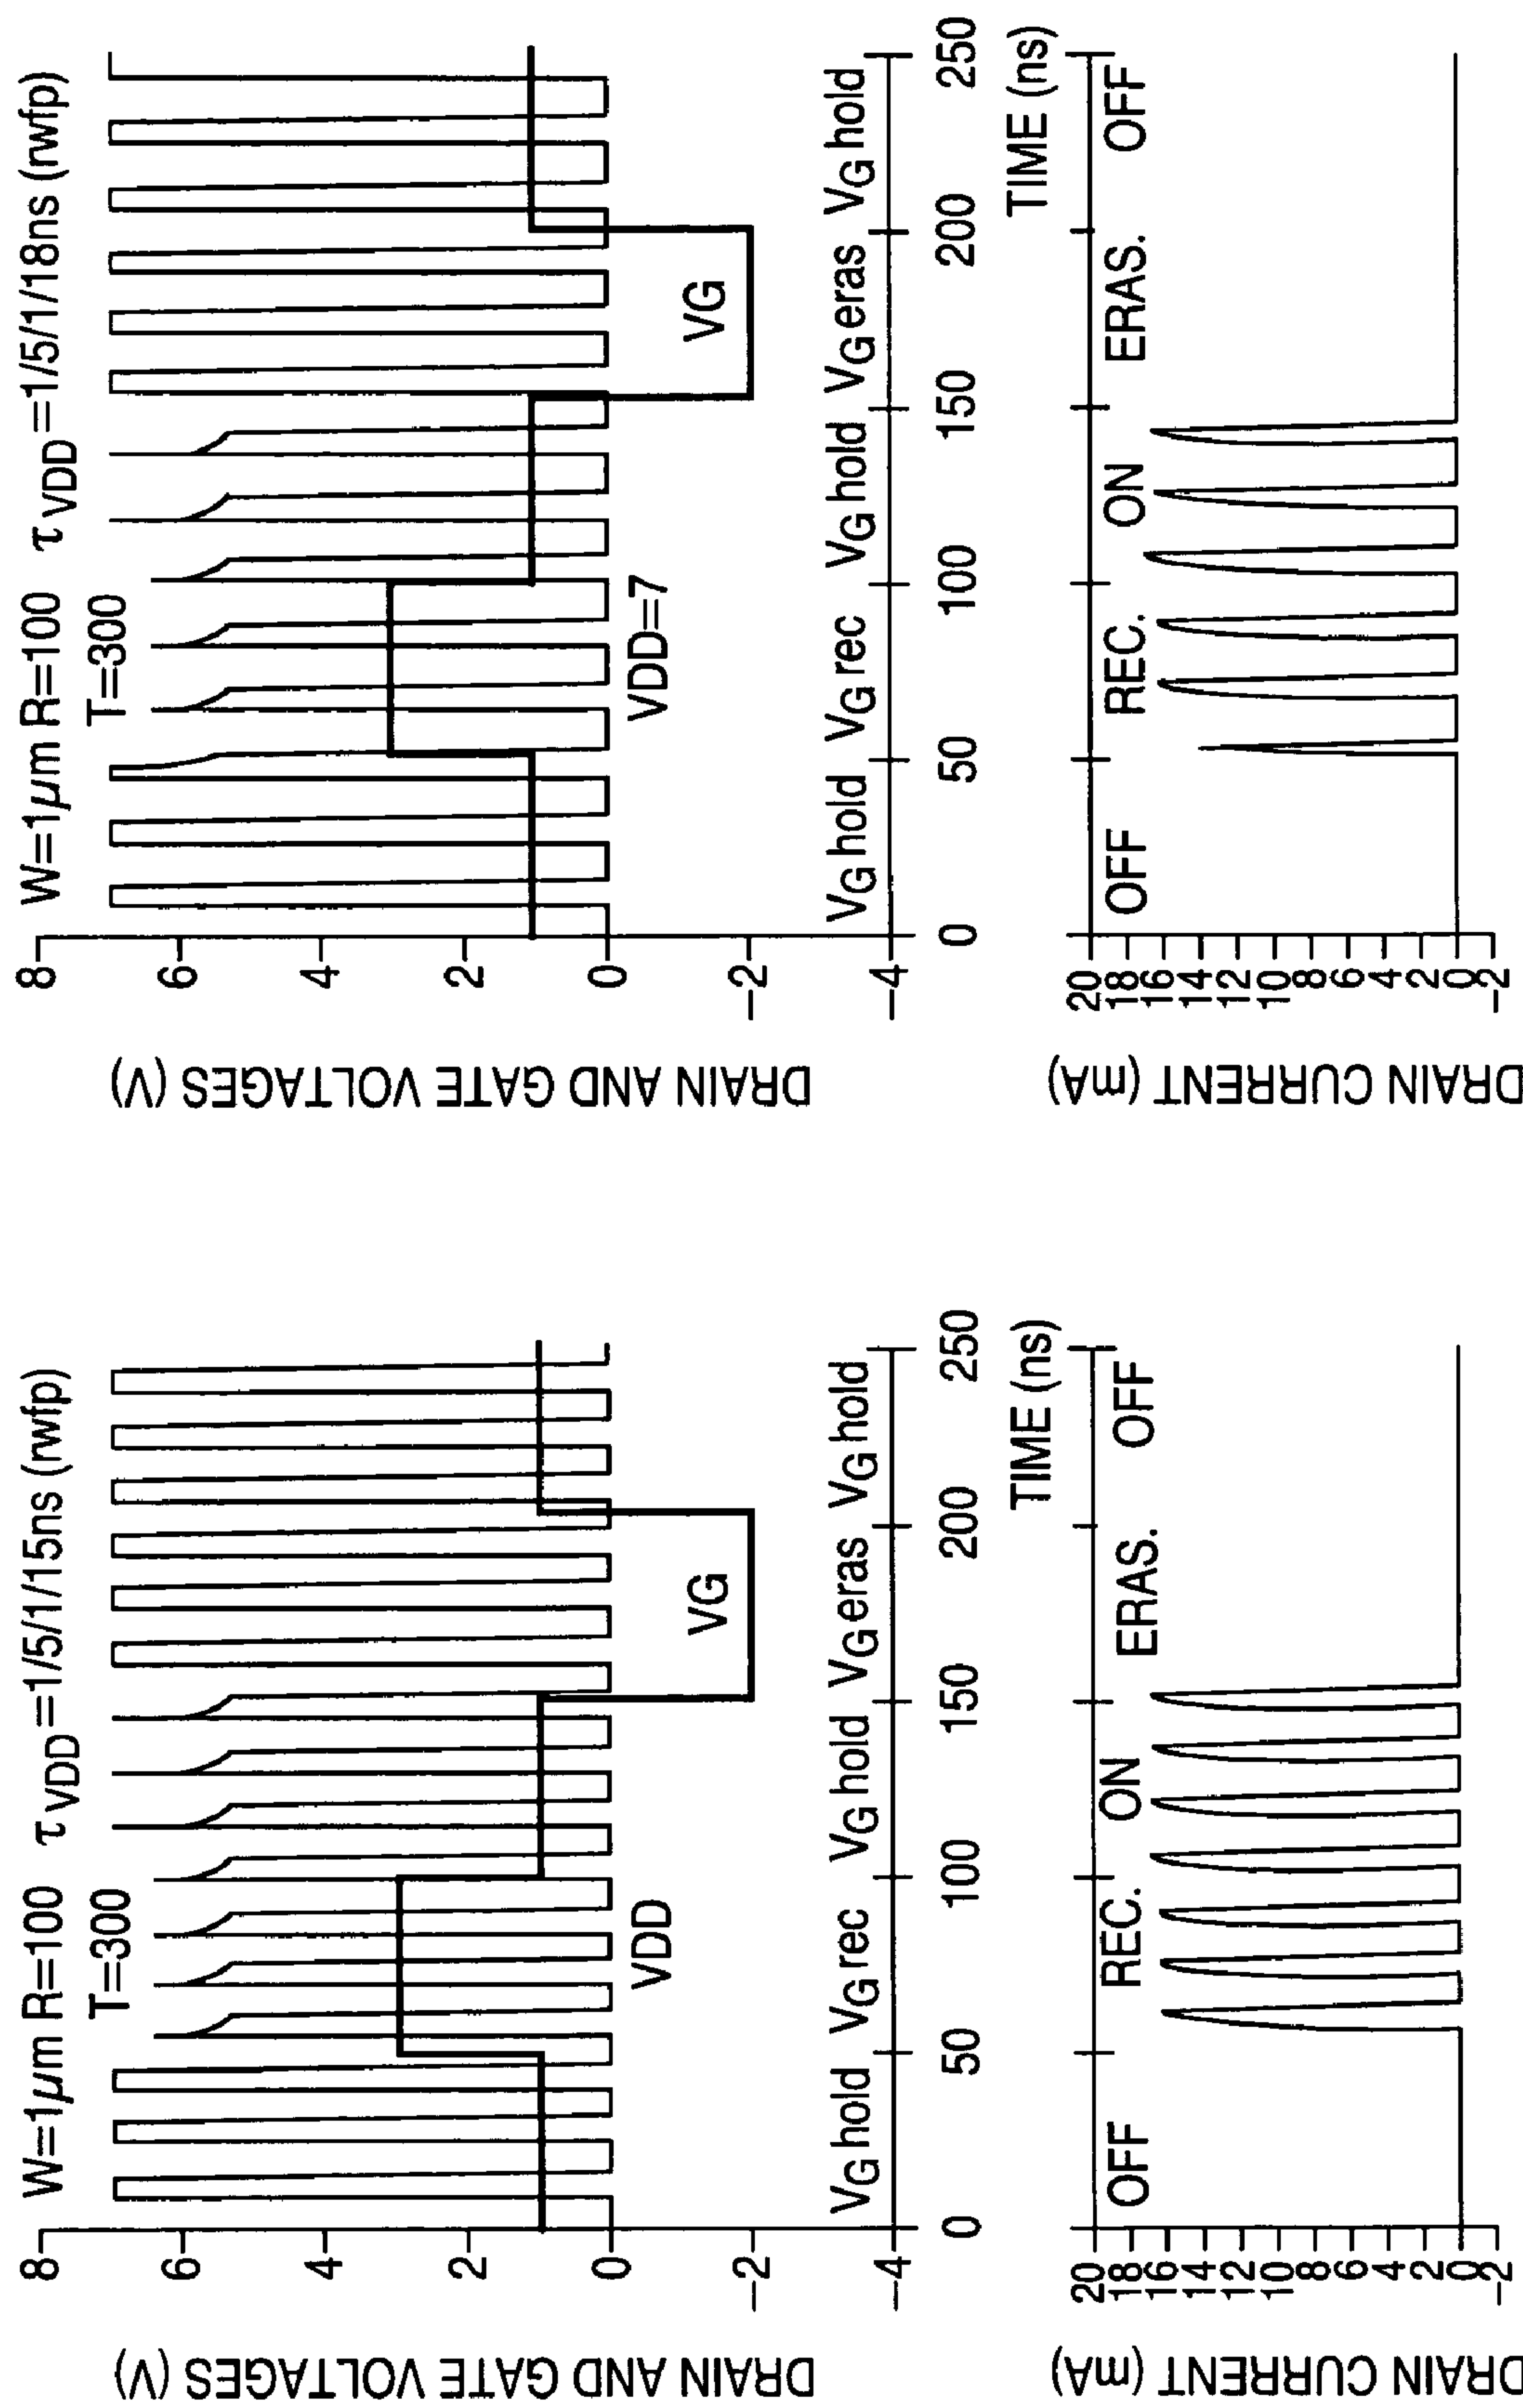 W=1μm R=100 τVDD=1/5/1/15ns (rwfp)
T=300
DRAIN AND GATE VOLTAGES (V)
8
6
4
2
0
-2
-4
VDD
VG
VG hold VG rec VG hold VG eras VG hold
0 50 100 150 200 250
TIME (ns)
DRAIN CURRENT (mA)
20
18
16
14
12
10
8
6
4
2
0
-2
OFF REC. ON ERAS. OFF
W=1μm R=100 τVDD=1/5/1/18ns (rwfp)
T=300
DRAIN AND GATE VOLTAGES (V)
8
6
4
2
0
-2
-4
VDD=7
VG
VG hold VG rec VG hold VG eras VG hold
0 50 100 150 200 250
TIME (ns)
DRAIN CURRENT (mA)
20
18
16
14
12
10
8
6
4
2
0
-2
OFF REC. ON ERAS. OFF